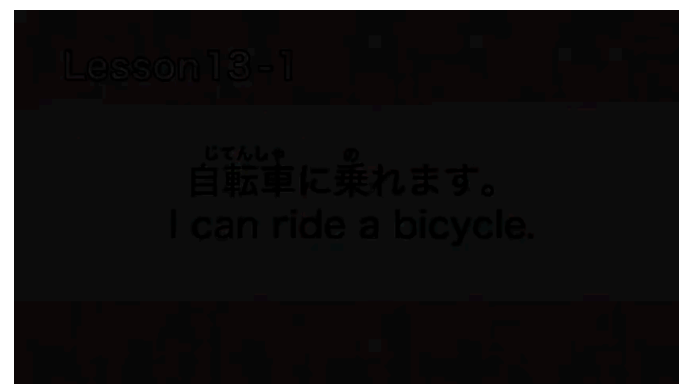 Lesson13-1
じてんしゃ の
自転車に乗れます。
I can ride a bicycle.